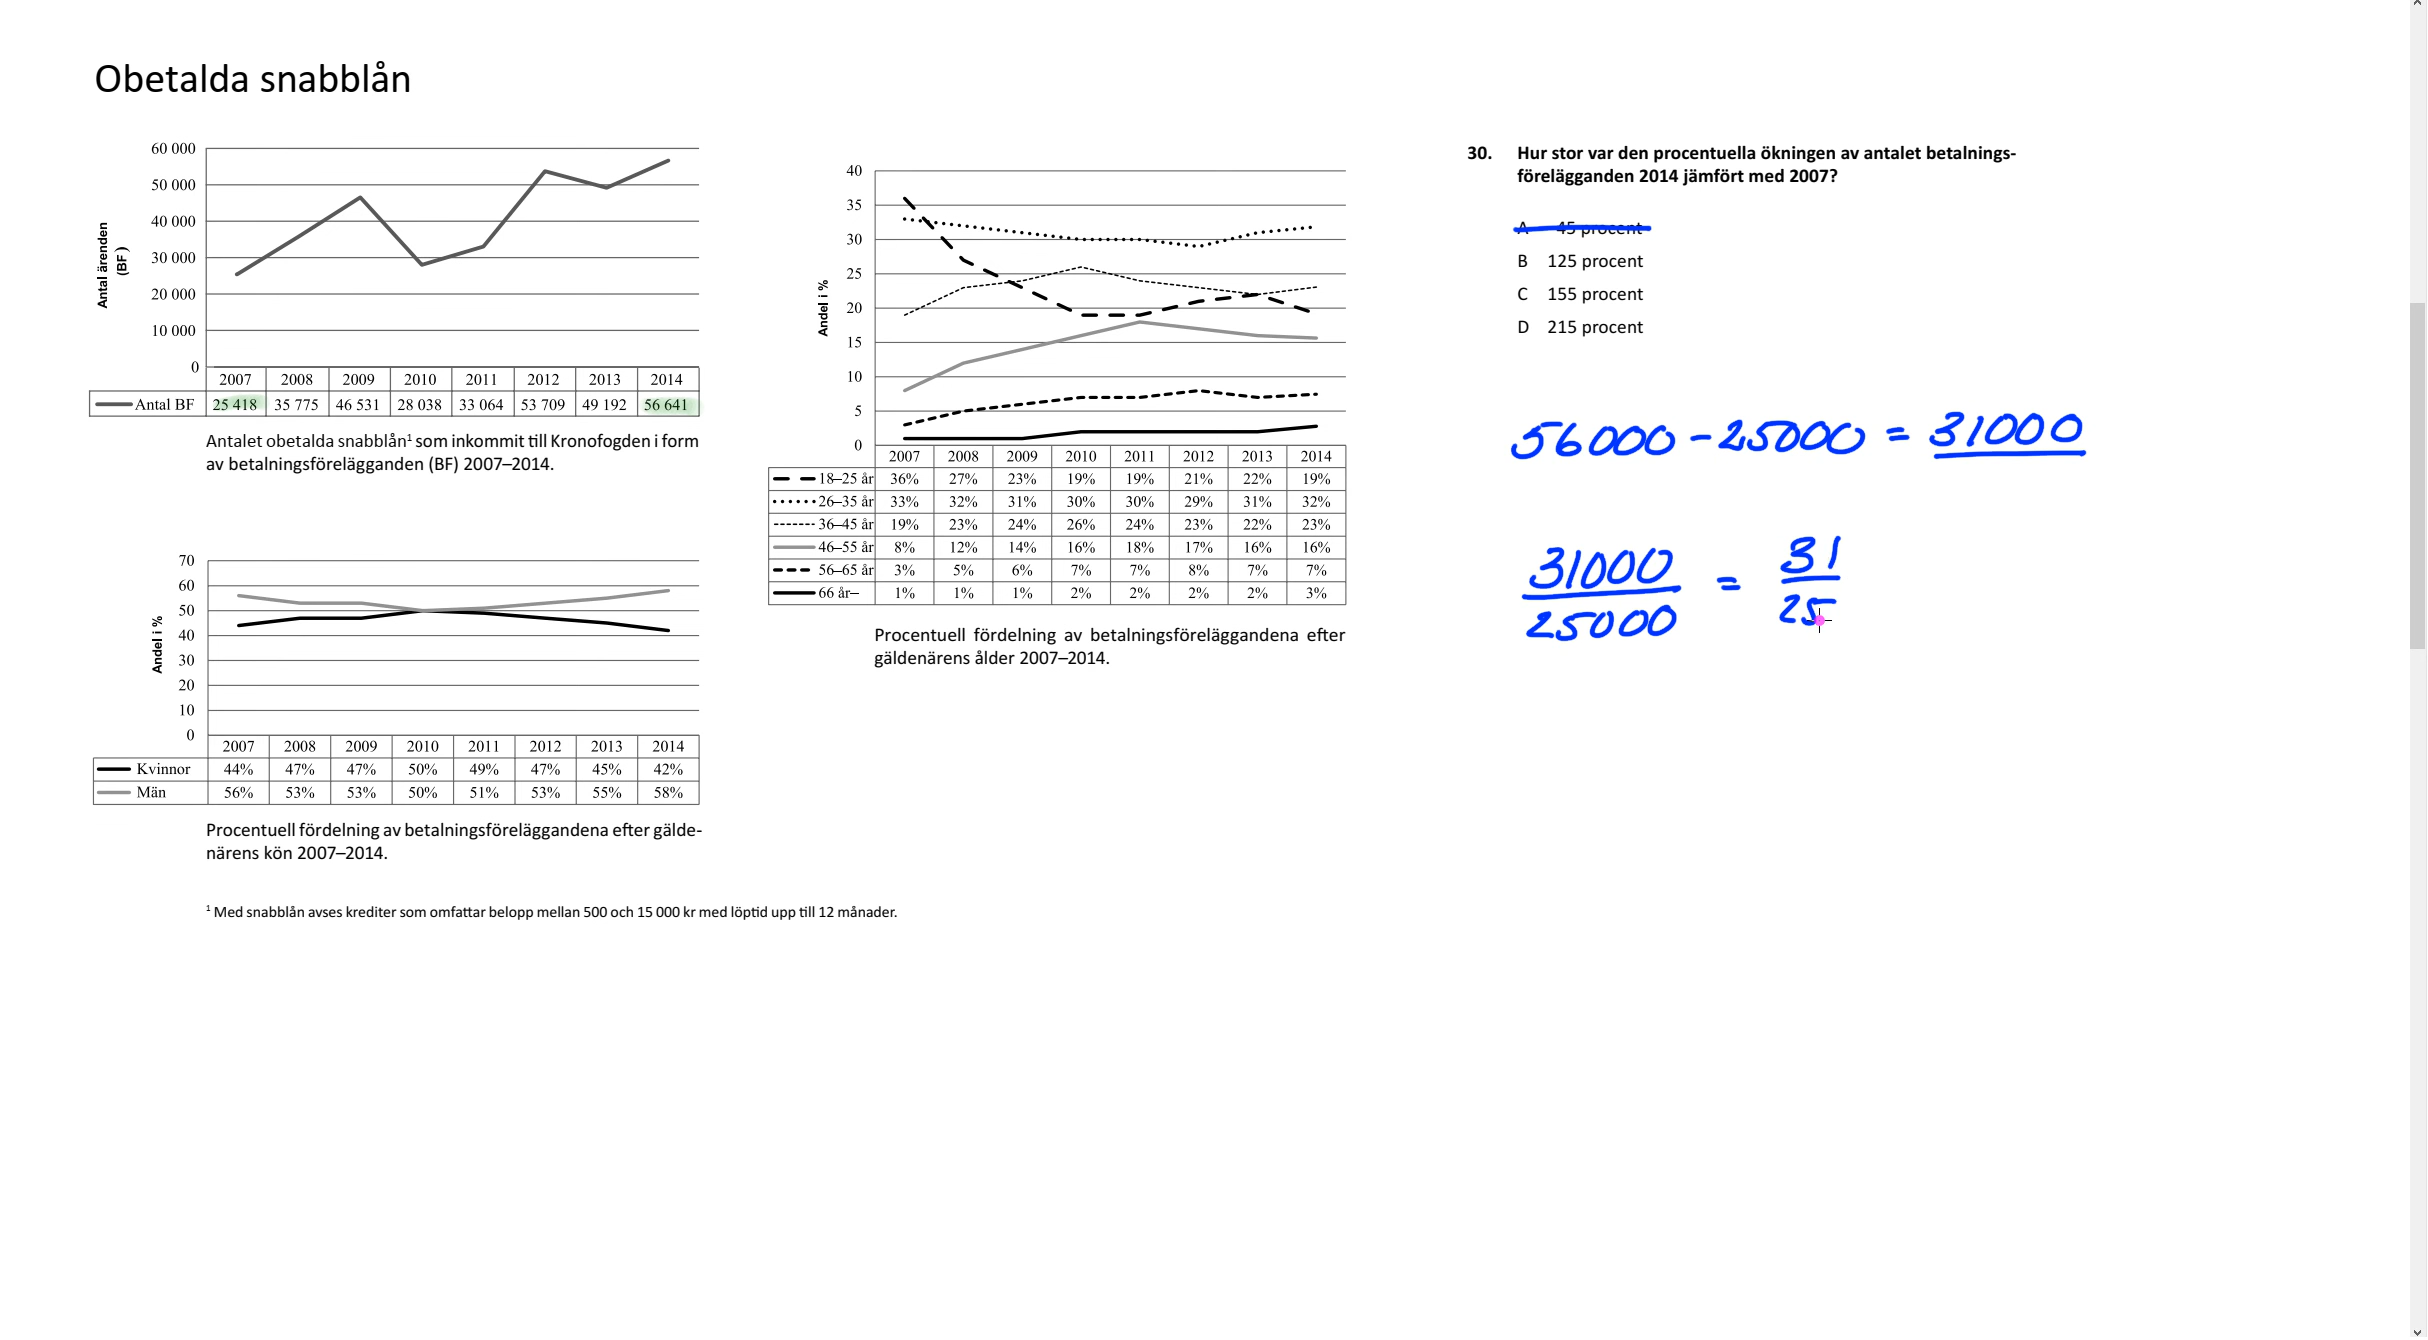 Obetalda snabblån
60 000
50 000
40 000
30 000
20 000
10 000
0
Antal ärenden
(BF )
2007 2008 2009 2010 2011 2012 2013 2014
Antal BF 25 418 35 775 46 531 28 038 33 064 53 709 49 192 56 641
Antalet obetalda snabblån¹ som inkommit till Kronofogden i form
av betalningsförelägganden (BF) 2007–2014.
70
60
50
40
30
20
10
0
Andel i %
2007 2008 2009 2010 2011 2012 2013 2014
Kvinnor 44% 47% 47% 50% 49% 47% 45% 42%
Män 56% 53% 53% 50% 51% 53% 55% 58%
Procentuell fördelning av betalningsföreläggandena efter gälde-
närens kön 2007–2014.
¹ Med snabblån avses krediter som omfattar belopp mellan 500 och 15 000 kr med löptid upp till 12 månader.
40
35
30
25
20
15
10
5
0
Andel i %
2007 2008 2009 2010 2011 2012 2013 2014
18–25 år 36% 27% 23% 19% 19% 21% 22% 19%
26–35 år 33% 32% 31% 30% 30% 29% 31% 32%
36–45 år 19% 23% 24% 26% 24% 23% 22% 23%
46–55 år 8% 12% 14% 16% 18% 17% 16% 16%
56–65 år 3% 5% 6% 7% 7% 8% 7% 7%
66 år– 1% 1% 1% 2% 2% 2% 2% 3%
Procentuell fördelning av betalningsföreläggandena efter
gäldenärens ålder 2007–2014.
30. Hur stor var den procentuella ökningen av antalet betalnings-
förelägganden 2014 jämfört med 2007?
A 45 procent
B 125 procent
C 155 procent
D 215 procent
56000 - 25000 = 31000
31000 = 31
25000 25